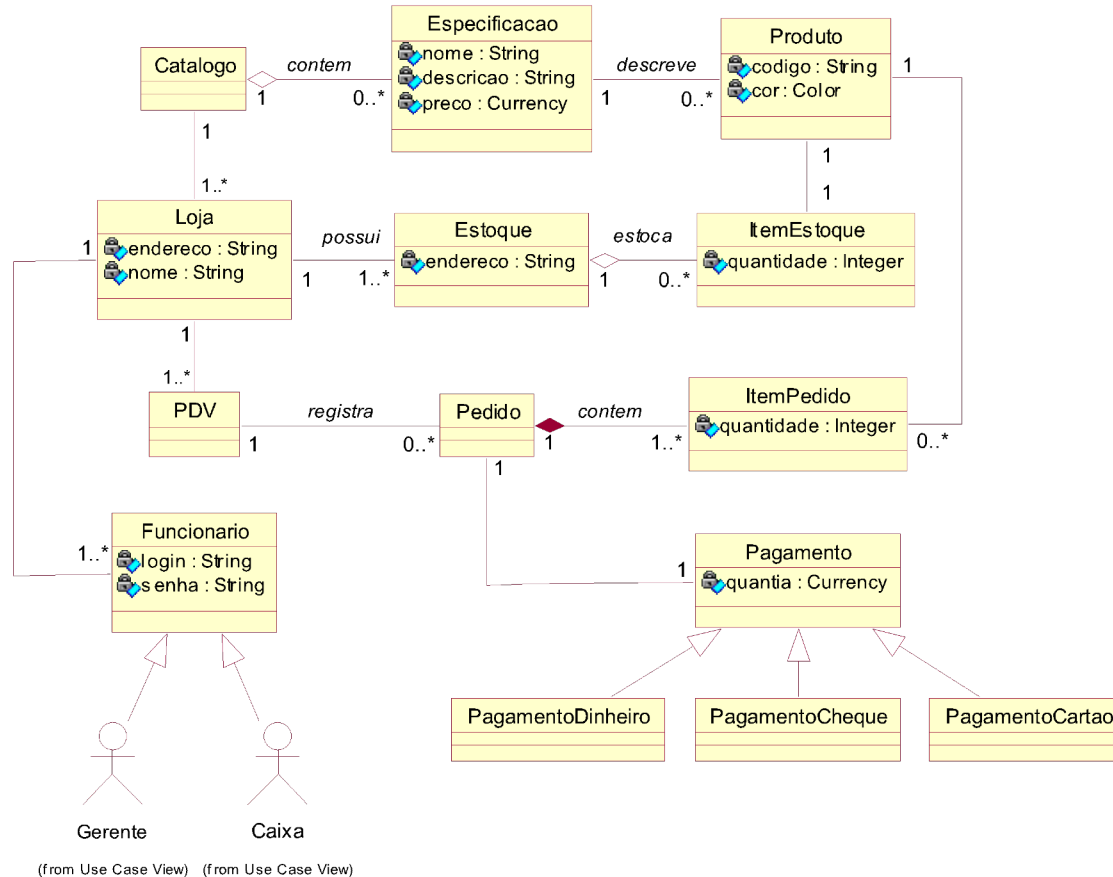 Catalogo
contem
1
0..*
Especificacao
nome : String
descricao : String
preco : Currency
descreve
1
0..*
Produto
codigo : String
cor : Color
1
1
1..*
1
1
Loja
endereco : String
nome : String
1
possui
1
1..*
Estoque
endereco : String
estoca
1
0..*
ItemEstoque
quantidade : Integer
1
1..*
PDV
registra
1
0..*
Pedido
contem
1
1..*
ItemPedido
quantidade : Integer
0..*
1
1..*
Funcionario
login : String
senha : String
1
Pagamento
quantia : Currency
PagamentoDinheiro
PagamentoCheque
PagamentoCartao
Gerente
(from Use Case View)
Caixa
(from Use Case View)